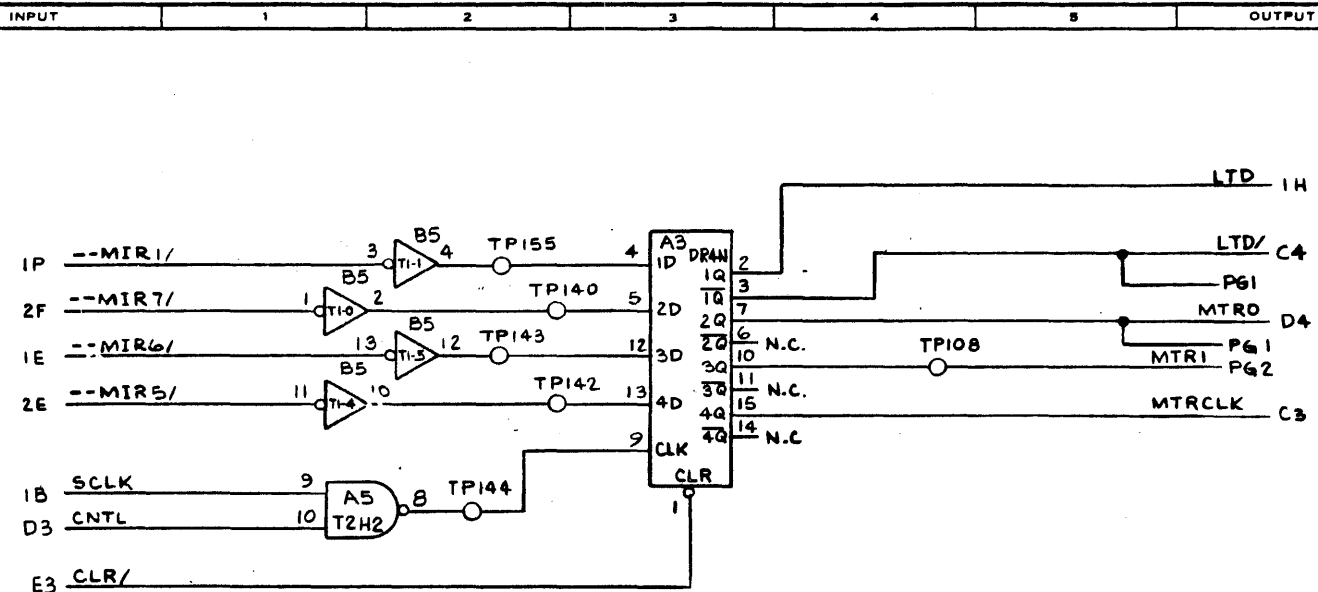 INPUT 1 2 3 4 5 OUTPUT
LTD 1H
1P --MIR1/ 3 B5 T1-1 4 TP155 4 A3 1D DR4N 1Q 2
LTD/ C4
PG1
1Q 3
2F --MIR7/ 1 B5 T1-0 2 TP140 5 2D 2Q 7 MTR0 D4
2Q 6 N.C. PG1
1E --MIR6/ 13 B5 12 TP143 12 3D 3Q 10 TP108 MTR1 PG2
3Q 11 N.C.
2E --MIR5/ 11 B5 T1-4 10 TP142 13 4D 4Q 15 MTRCLK C3
4Q 14 N.C
9 CLK
CLR
1
1B SCLK 9 A5 8 TP144
D3 CNTL 10 T2H2
E3 CLR/